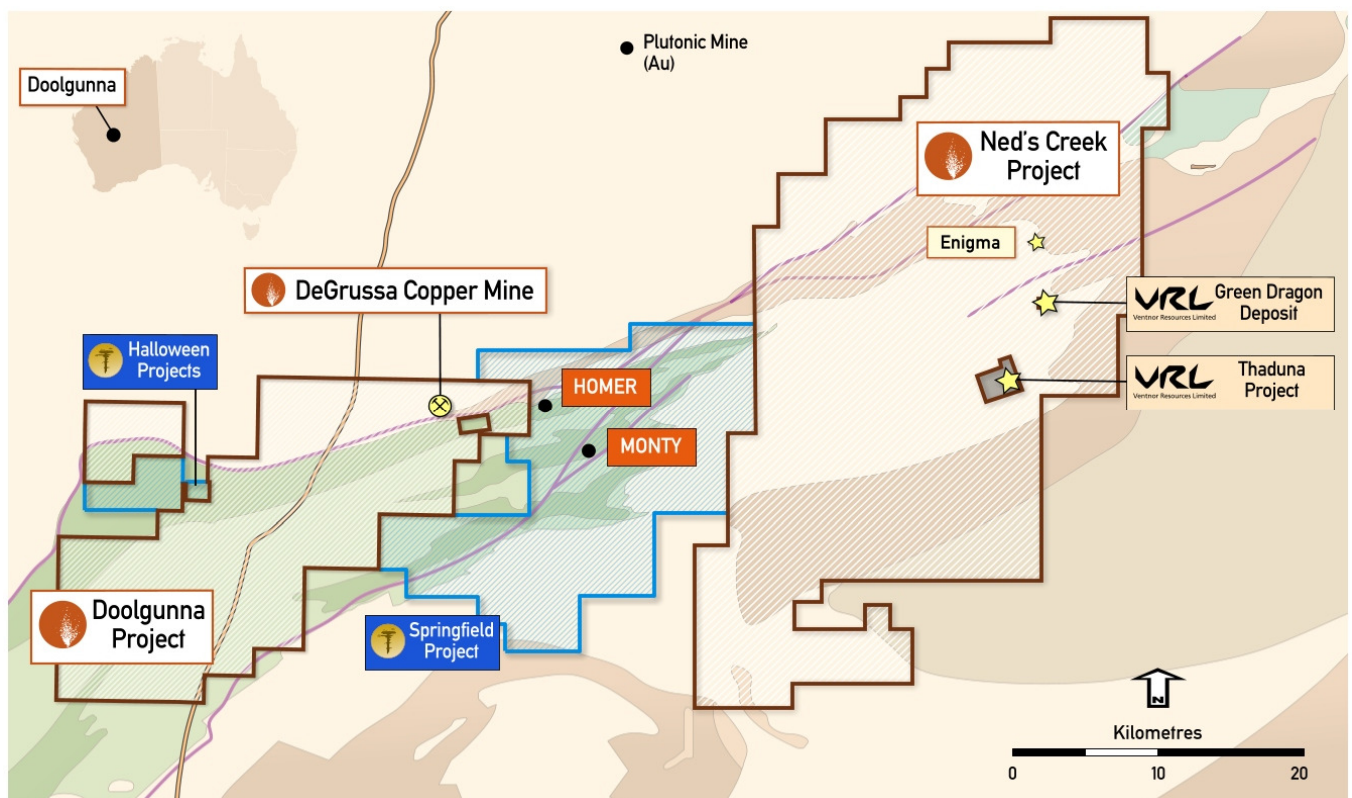 Plutonic Mine
(Au)
Doolgunna
Ned's Creek
Project
Enigma
DeGrussa Copper Mine
VRL
Ventnor Resources Limited
Green Dragon
Deposit
Halloween
Projects
HOMER
VRL
Ventnor Resources Limited
Thaduna
Project
MONTY
Doolgunna
Project
Springfield
Project
N
Kilometres
0
10
20